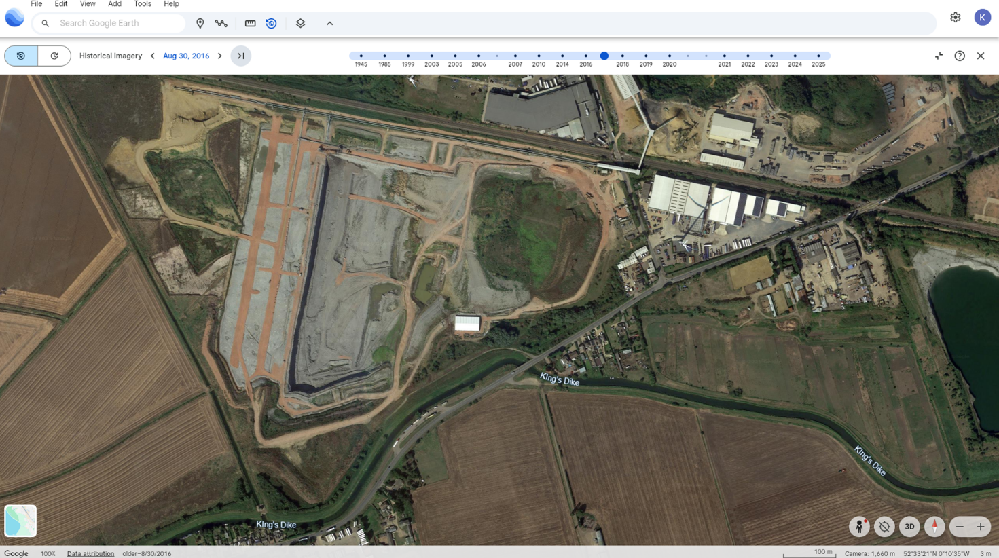 File Edit View Add Tools Help
Search Google Earth
K
Historical Imagery Aug 30, 2016
1945 1985 1999 2003 2005 2006 2007 2010 2014 2016 2018 2019 2020 2021 2022 2023 2024 2025
KIng's Dike
KIng's Dike
KIng's Dike
3D
Google 100% Data attribution older–8/30/2016 100 m Camera: 1,660 m 52°33'21"N 0°10'35"W 3 m